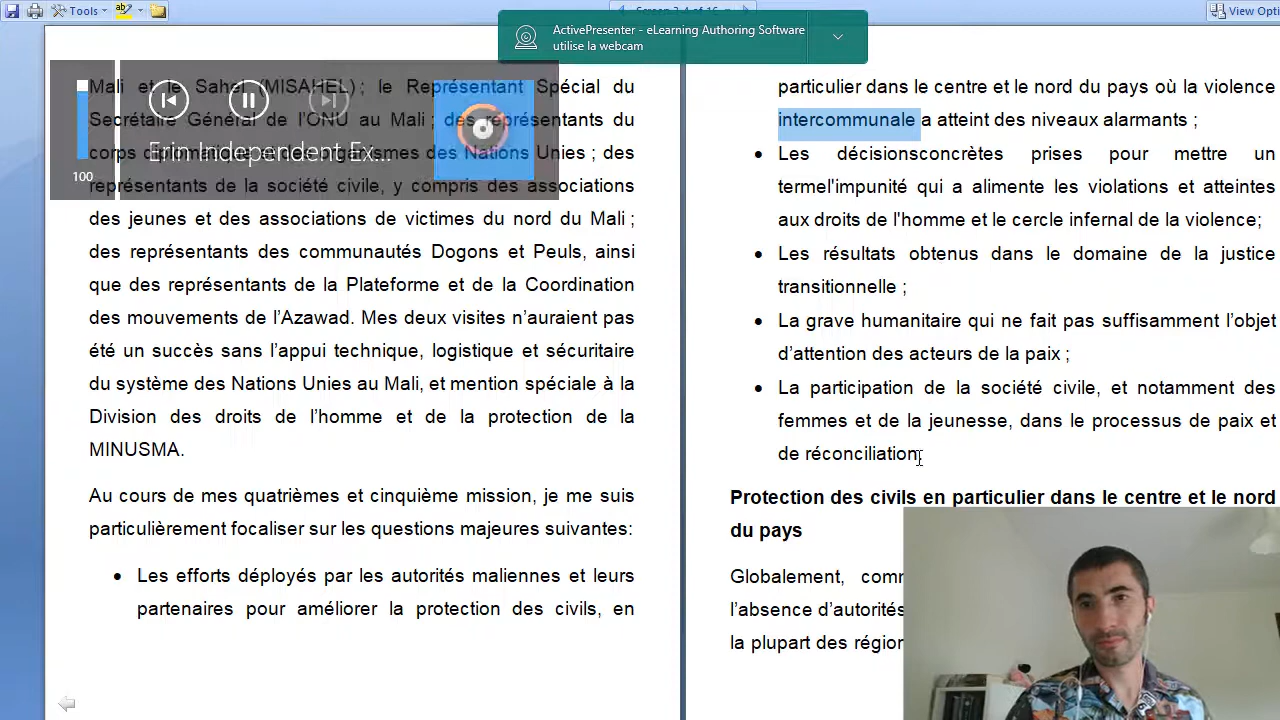 Tools
Screen 3-4 of 16
View Opti
ActivePresenter - eLearning Authoring Software
utilise la webcam
Erin Independent Ex...
100
Mali et le Sahel (MISAHEL) ; le Représentant Spécial du
Secrétaire Général de l’ONU au Mali ; des représentants du
corps diplomatique et des organismes des Nations Unies ; des
représentants de la société civile, y compris des associations
des jeunes et des associations de victimes du nord du Mali ;
des représentants des communautés Dogons et Peuls, ainsi
que des représentants de la Plateforme et de la Coordination
des mouvements de l’Azawad. Mes deux visites n’auraient pas
été un succès sans l’appui technique, logistique et sécuritaire
du système des Nations Unies au Mali, et mention spéciale à la
Division des droits de l’homme et de la protection de la
MINUSMA.
Au cours de mes quatrièmes et cinquième mission, je me suis
particulièrement focaliser sur les questions majeures suivantes:
• Les efforts déployés par les autorités maliennes et leurs
partenaires pour améliorer la protection des civils, en
particulier dans le centre et le nord du pays où la violence
intercommunale a atteint des niveaux alarmants ;
• Les décisionsconcrètes prises pour mettre un
termel'impunité qui a alimente les violations et atteintes
aux droits de l'homme et le cercle infernal de la violence;
• Les résultats obtenus dans le domaine de la justice
transitionnelle ;
• La grave humanitaire qui ne fait pas suffisamment l’objet
d’attention des acteurs de la paix ;
• La participation de la société civile, et notamment des
femmes et de la jeunesse, dans le processus de paix et
de réconciliation
Protection des civils en particulier dans le centre et le nord
du pays
Globalement, com
l’absence d’autorités
la plupart des région